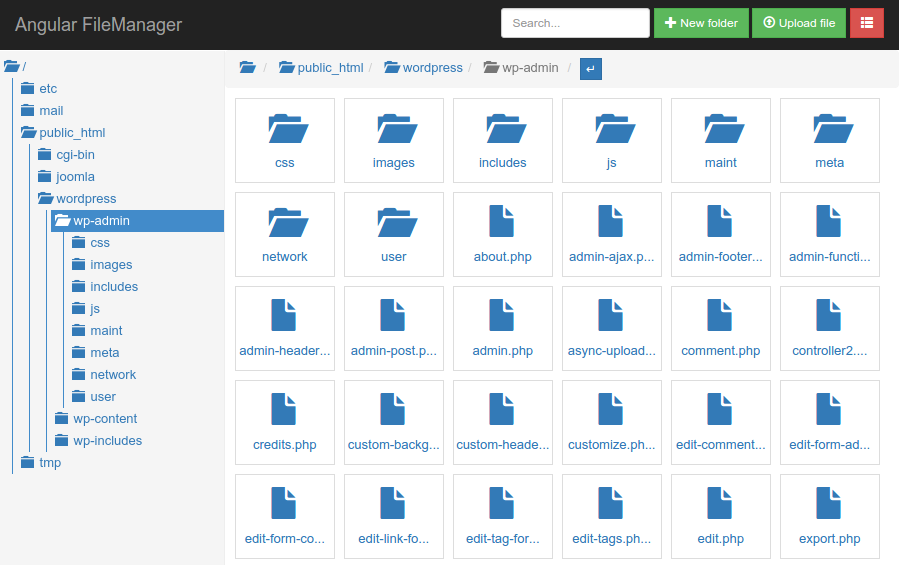 Angular FileManager
Search...
New folder
Upload file
/
etc
mail
public_html
cgi-bin
joomla
wordpress
wp-admin
css
images
includes
js
maint
meta
network
user
wp-content
wp-includes
tmp
/ public_html / wordpress / wp-admin /
css images includes js maint meta
network user about.php admin-ajax.p... admin-footer... admin-functi...
admin-header... admin-post.p... admin.php async-upload... comment.php controller2....
credits.php custom-backg... custom-heade... customize.ph... edit-comment... edit-form-ad...
edit-form-co... edit-link-fo... edit-tag-for... edit-tags.ph... edit.php export.php